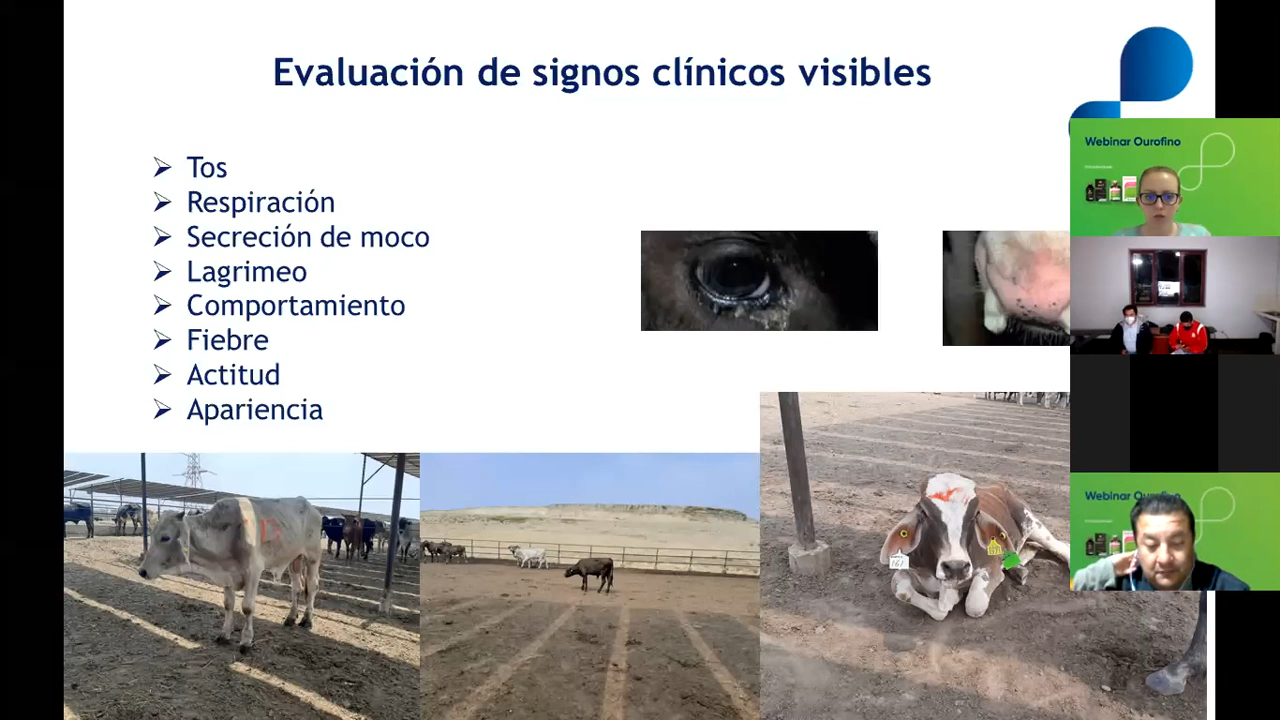 Evaluación de signos clínicos visibles
Tos
Respiración
Secreción de moco
Lagrimeo
Comportamiento
Fiebre
Actitud
Apariencia
Webinar Ourofino
Webinar Ourofino
161